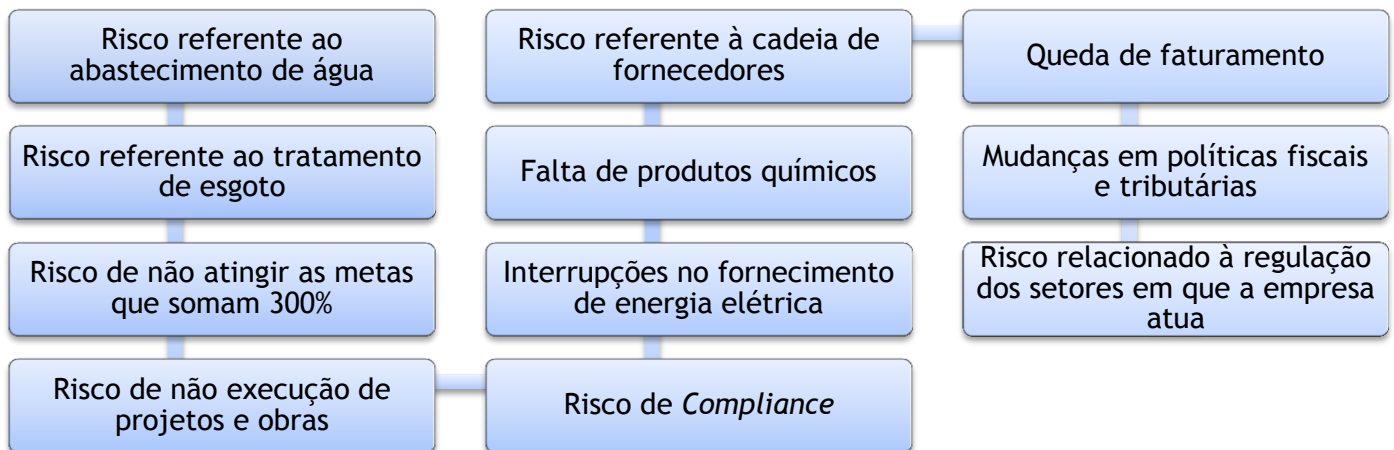 Risco referente ao
abastecimento de água
Risco referente ao tratamento
de esgoto
Risco de não atingir as metas
que somam 300%
Risco de não execução de
projetos e obras
Risco de Compliance
Interrupções no fornecimento
de energia elétrica
Falta de produtos químicos
Risco referente à cadeia de
fornecedores
Queda de faturamento
Mudanças em políticas fiscais
e tributárias
Risco relacionado à regulação
dos setores em que a empresa
atua